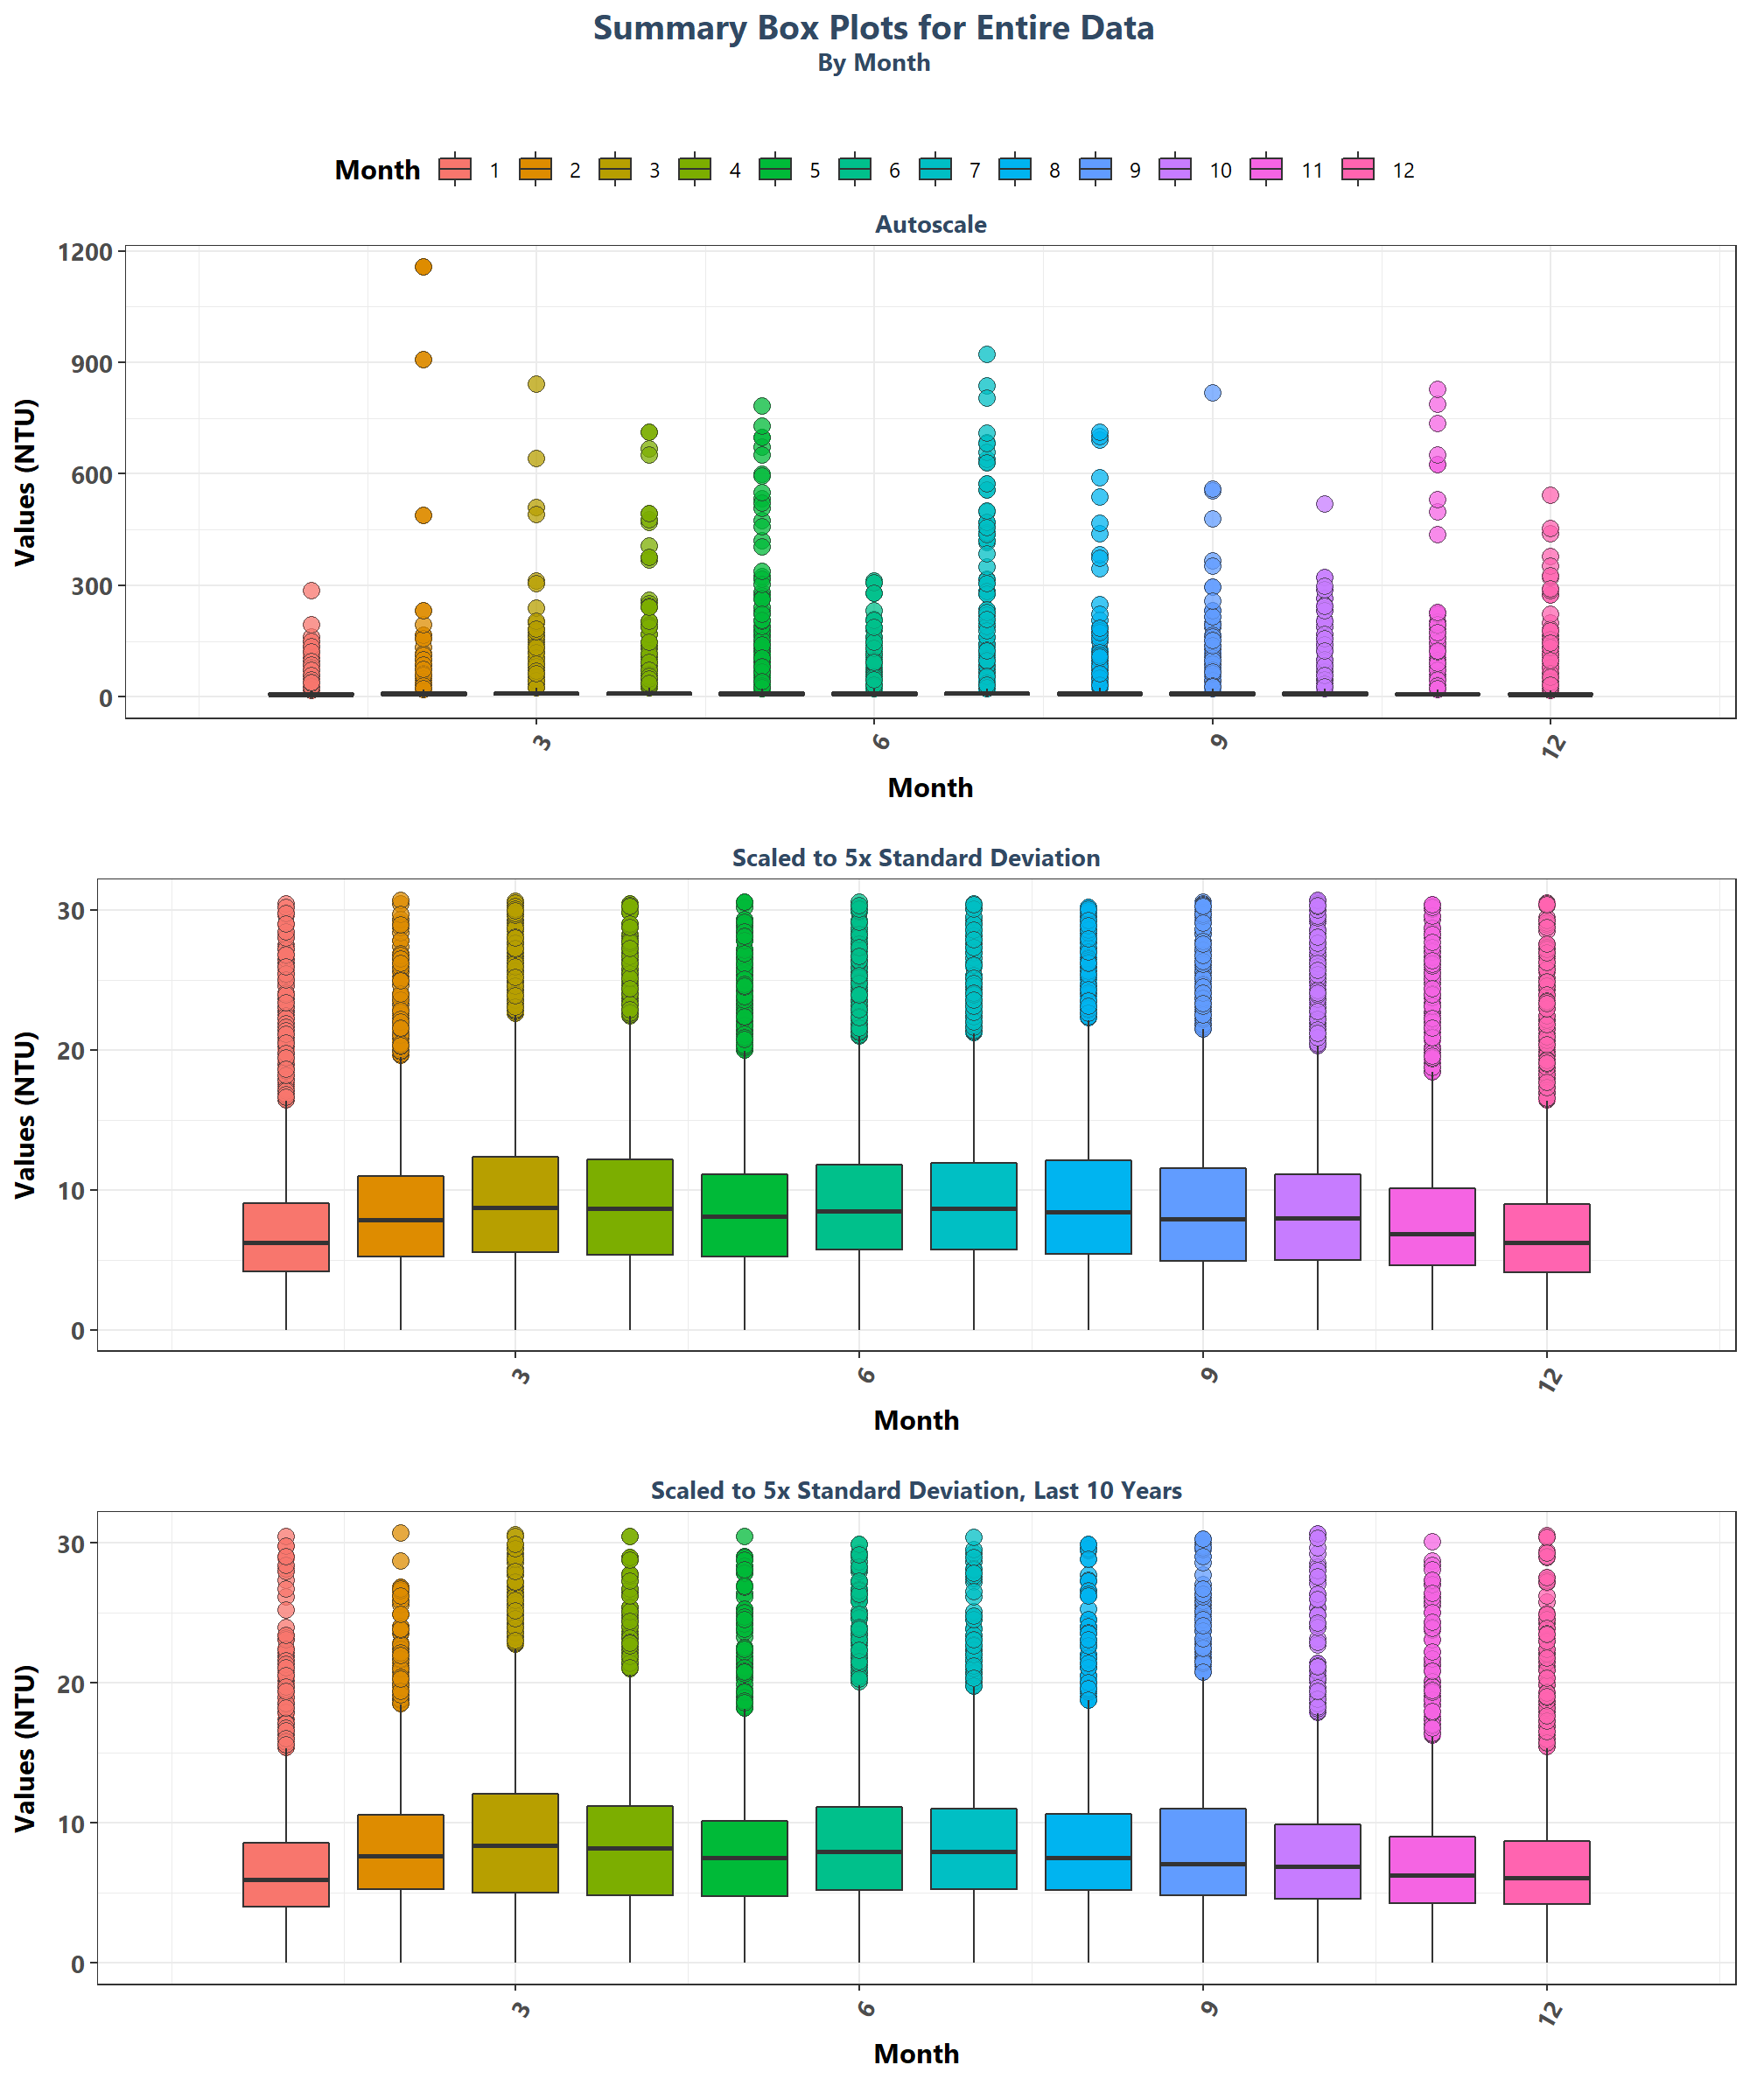 Summary Box Plots for Entire Data
By Month
Month 1 2 3 4 5 6 7 8 9 10 11 12
Autoscale
Values (NTU)
1200
900
600
300
0
3 6 9 12
Month
Scaled to 5x Standard Deviation
Values (NTU)
30
20
10
0
3 6 9 12
Month
Scaled to 5x Standard Deviation, Last 10 Years
Values (NTU)
30
20
10
0
3 6 9 12
Month